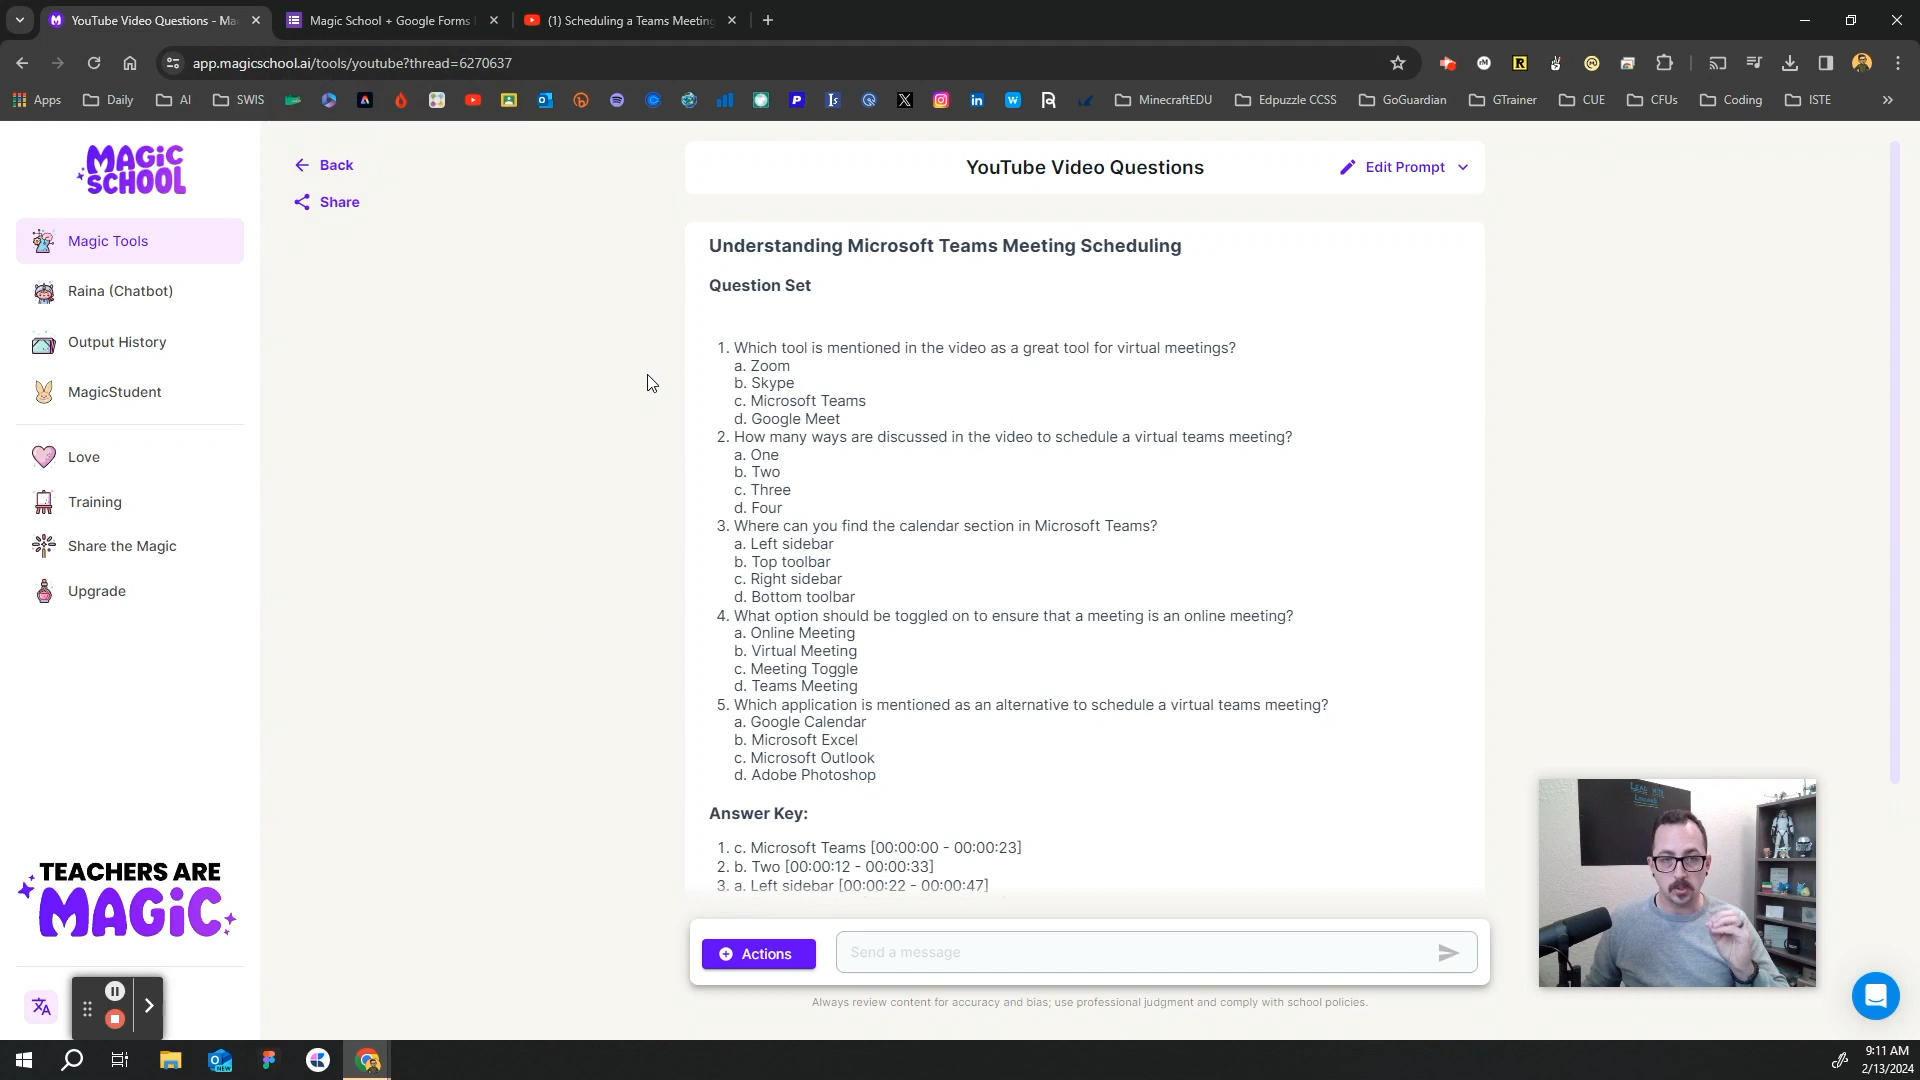 YouTube Video Questions - Ma
Magic School + Google Forms
(1) Scheduling a Teams Meeting
app.magicschool.ai/tools/youtube?thread=6270637
Apps
Daily
AI
SWIS
MinecraftEDU
Edpuzzle CCSS
GoGuardian
GTrainer
CUE
CFUs
Coding
ISTE
MAGIC SCHOOL
Magic Tools
Raina (Chatbot)
Output History
MagicStudent
Love
Training
Share the Magic
Upgrade
TEACHERS ARE
MAGIC
Back
Share
YouTube Video Questions
Edit Prompt
Understanding Microsoft Teams Meeting Scheduling
Question Set
1. Which tool is mentioned in the video as a great tool for virtual meetings?
a. Zoom
b. Skype
c. Microsoft Teams
d. Google Meet
2. How many ways are discussed in the video to schedule a virtual teams meeting?
a. One
b. Two
c. Three
d. Four
3. Where can you find the calendar section in Microsoft Teams?
a. Left sidebar
b. Top toolbar
c. Right sidebar
d. Bottom toolbar
4. What option should be toggled on to ensure that a meeting is an online meeting?
a. Online Meeting
b. Virtual Meeting
c. Meeting Toggle
d. Teams Meeting
5. Which application is mentioned as an alternative to schedule a virtual teams meeting?
a. Google Calendar
b. Microsoft Excel
c. Microsoft Outlook
d. Adobe Photoshop
Answer Key:
1. c. Microsoft Teams [00:00:00 - 00:00:23]
2. b. Two [00:00:12 - 00:00:33]
3. a. Left sidebar [00:00:22 - 00:00:47]
Actions
Send a message
Always review content for accuracy and bias; use professional judgment and comply with school policies.
9:11 AM
2/13/2024